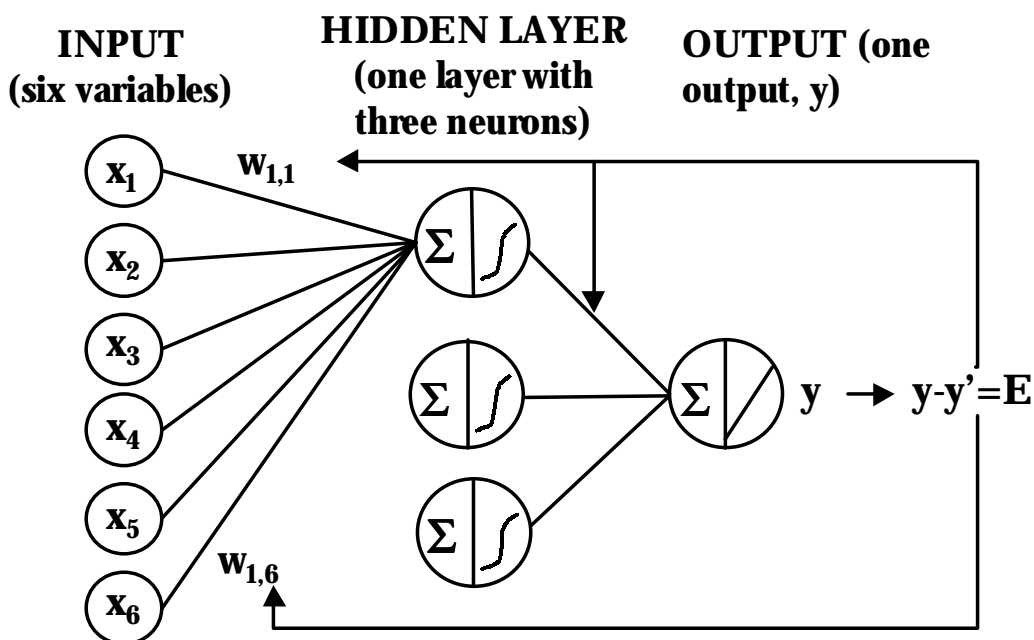 INPUT
(six variables)
HIDDEN LAYER
(one layer with
three neurons)
OUTPUT (one
output, y)
x1
w1,1
x2
x3
x4
x5
x6
w1,6
Σ
Σ
Σ
Σ
y
y-y’=E